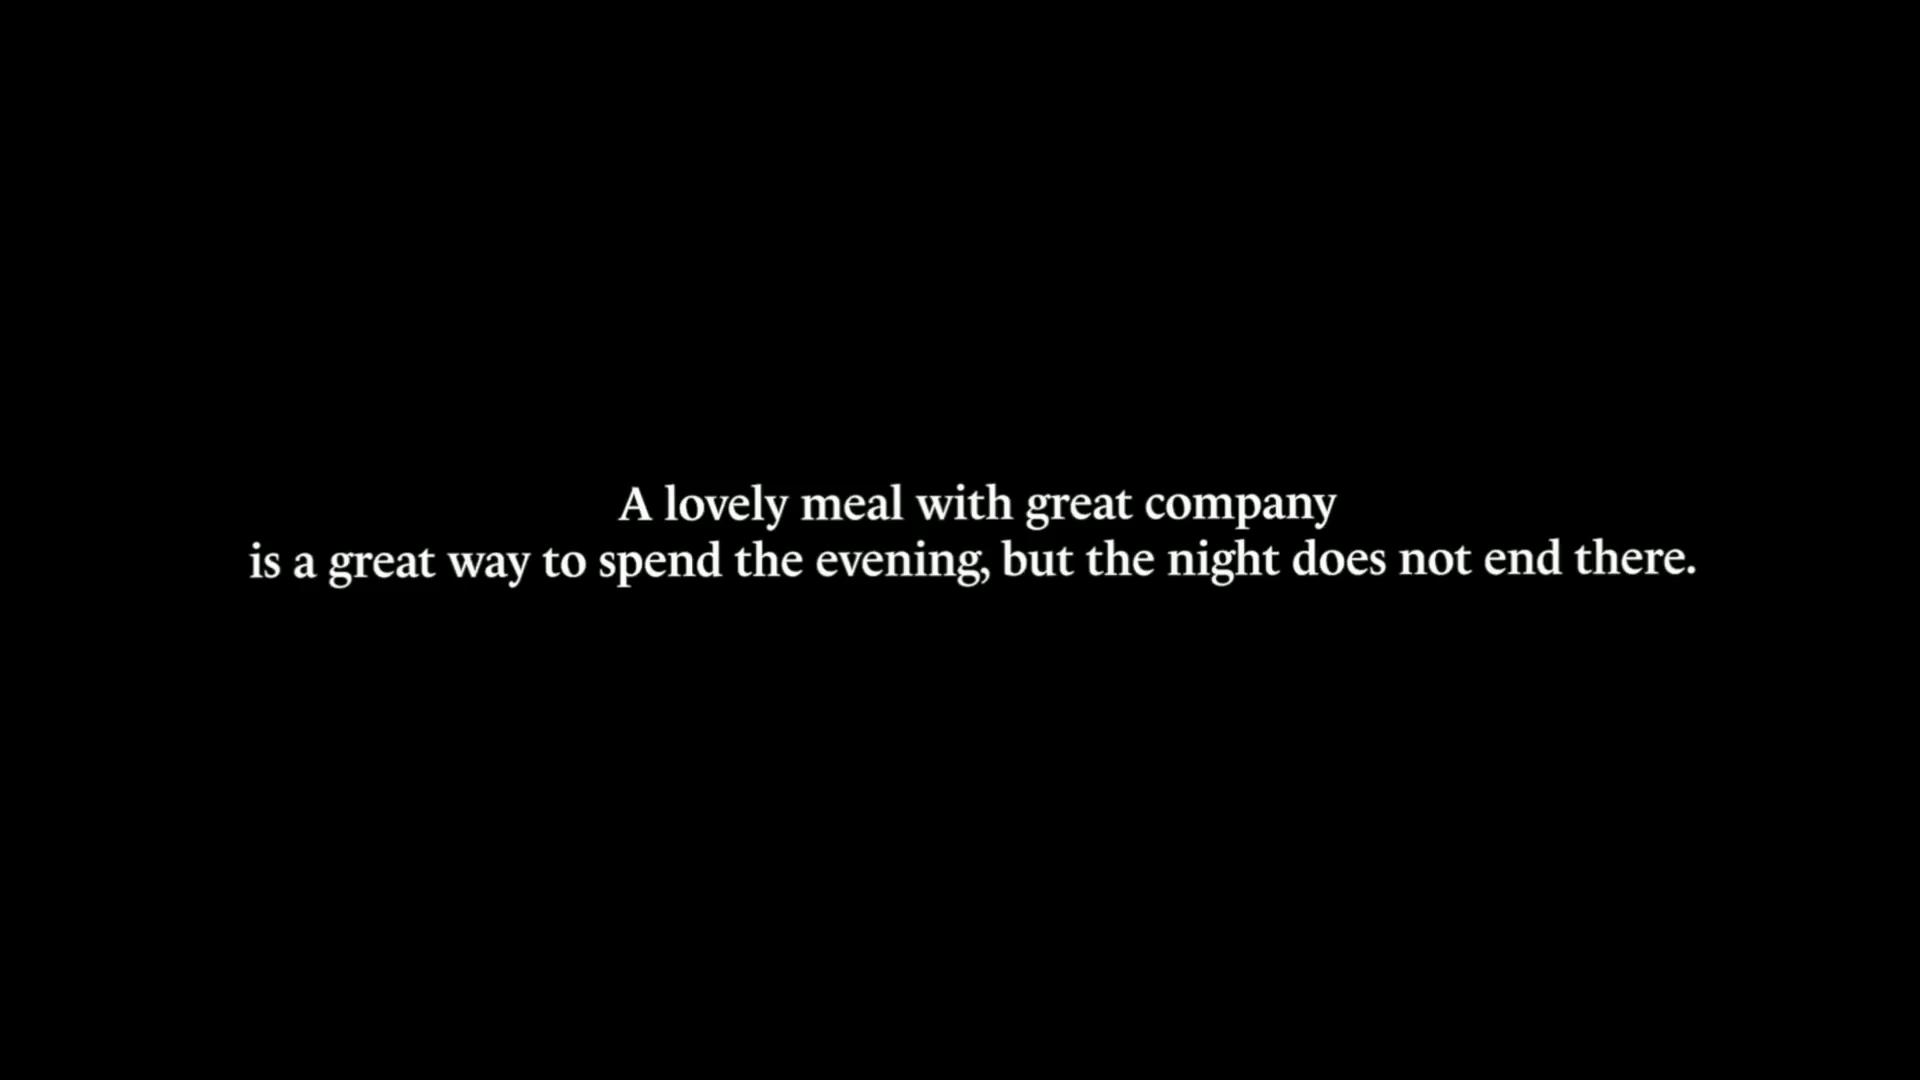 A lovely meal with great company
is a great way to spend the evening, but the night does not end there.